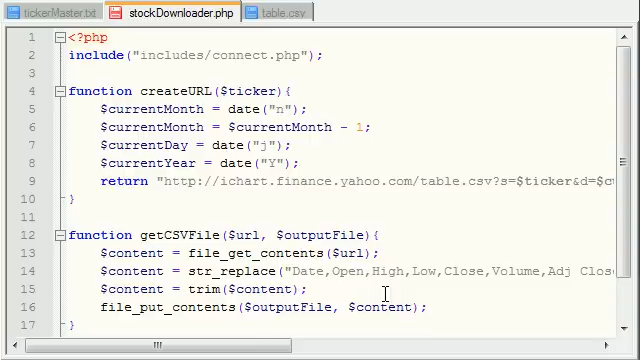 tickerMaster.txt stockDownloader.php table.csv
1 <?php
2 include("includes/connect.php");
3
4 function createURL($ticker){
5 $currentMonth = date("n");
6 $currentMonth = $currentMonth - 1;
7 $currentDay = date("j");
8 $currentYear = date("Y");
9 return "http://ichart.finance.yahoo.com/table.csv?s=$ticker&d=$cu
10 }
11
12 function getCSVFile($url, $outputFile){
13 $content = file_get_contents($url);
14 $content = str_replace("Date,Open,High,Low,Close,Volume,Adj Close
15 $content = trim($content);
16 file_put_contents($outputFile, $content);
17 }